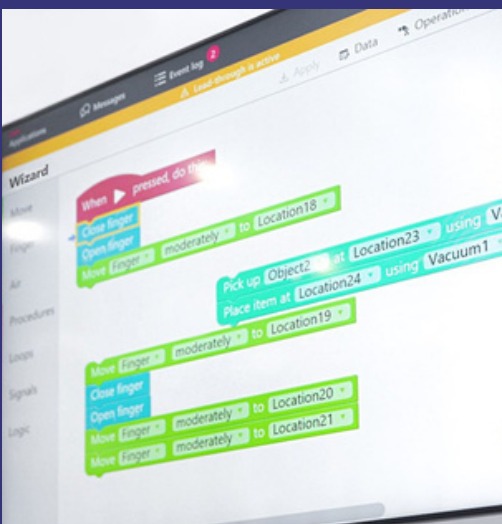 Applications
Messages
Event log 2
Lead-through is active
Apply
Data
Operation
Wizard
Move
Finger
Air
Procedures
Loops
Signals
Logic
When pressed, do this
Close finger
Open finger
Move Finger moderately to Location18
Pick up Object2 at Location23 using
Place item at Location24 using Vacuum1
Move Finger moderately to Location19
Close finger
Open finger
Move Finger moderately to Location20
Move Finger moderately to Location21